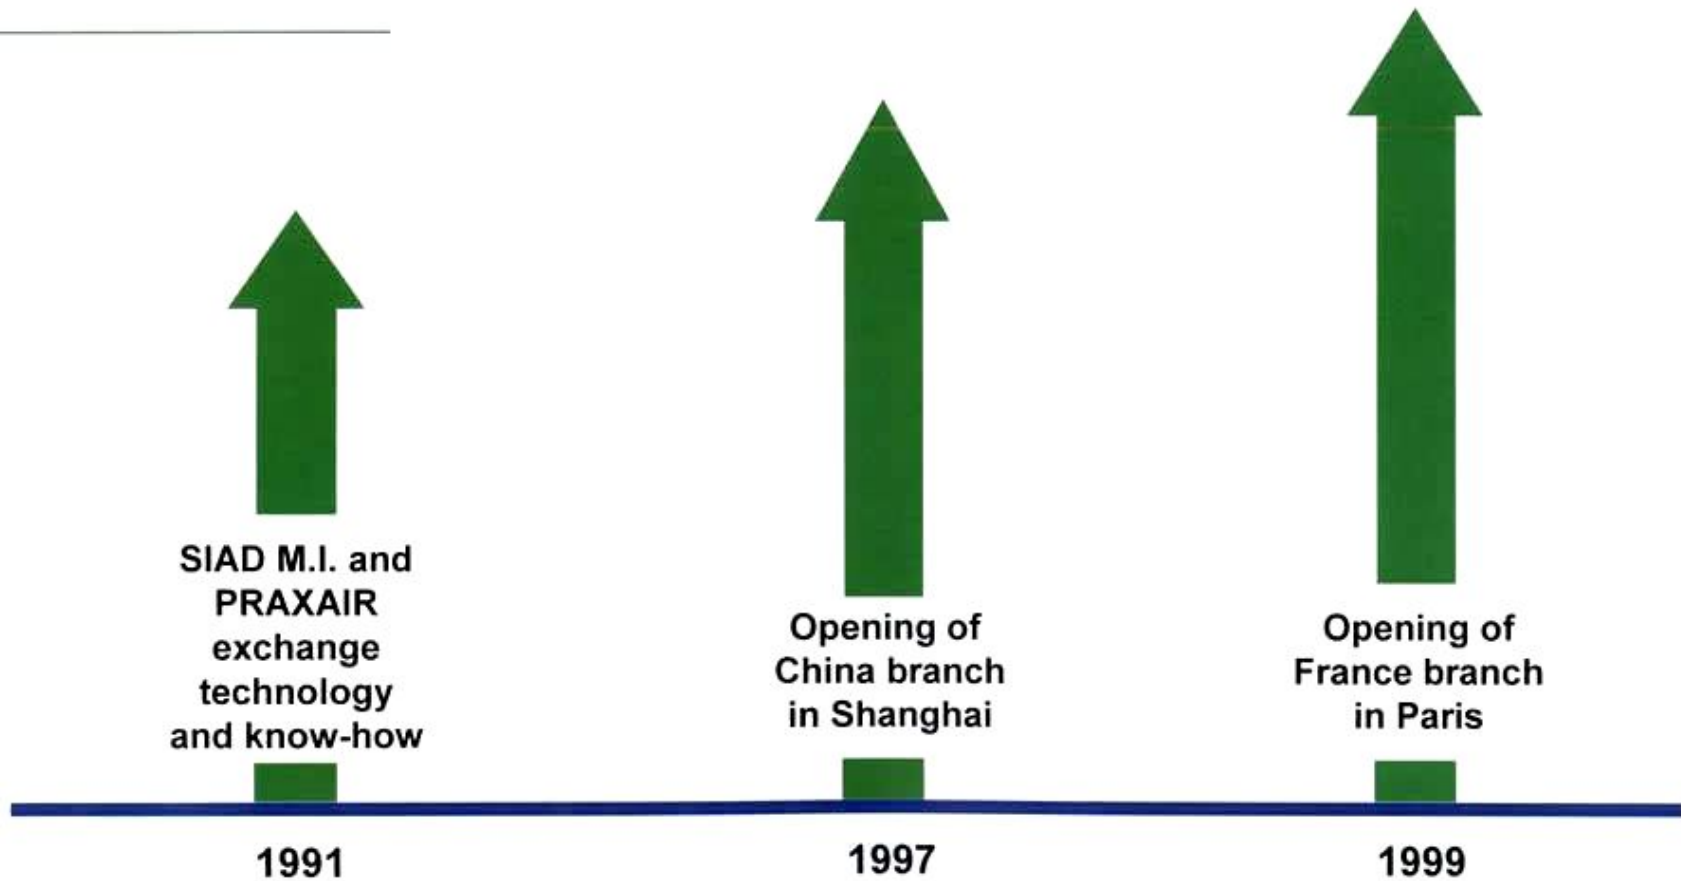 SIAD M.I. and
PRAXAIR
exchange
technology
and know-how
1991
Opening of
China branch
in Shanghai
1997
Opening of
France branch
in Paris
1999